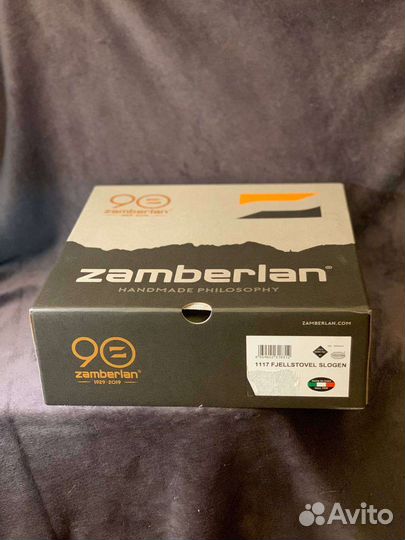 90
zamberlan®
1929·2019
zamberlan®
HANDMADE PHILOSOPHY
ZAMBERLAN.COM
90
zamberlan®
1929·2019
1117 FJELLSTOVEL SLOGEN
Avito